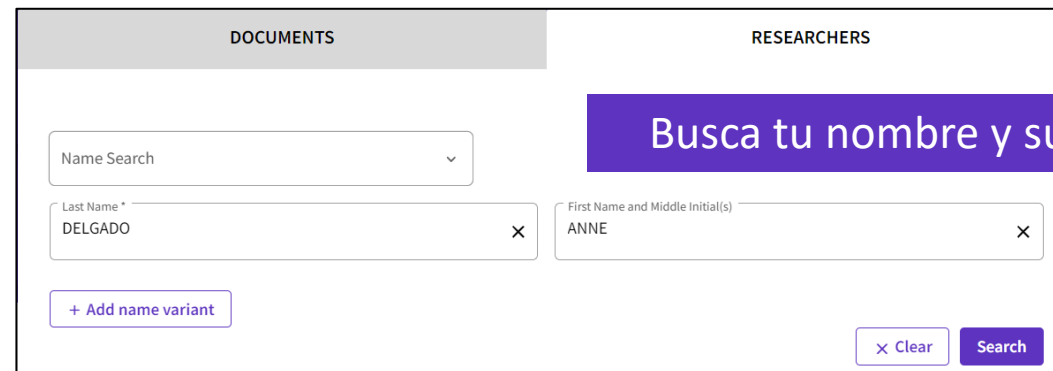 DOCUMENTS
RESEARCHERS
Busca tu nombre y
Name Search
Last Name *
DELGADO
First Name and Middle Initial(s)
ANNE
+ Add name variant
× Clear
Search